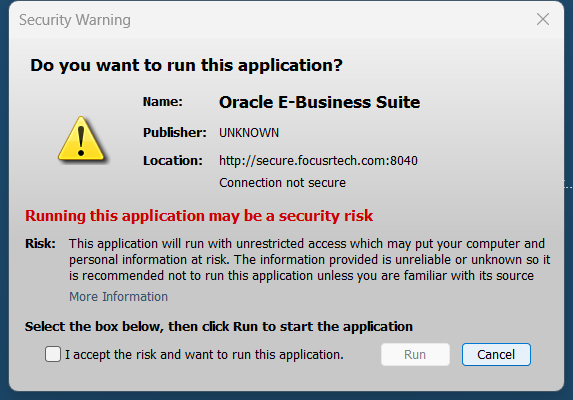 Security Warning
Do you want to run this application?
Name: Oracle E-Business Suite
Publisher: UNKNOWN
Location: http://secure.focusrtech.com:8040
Connection not secure
Running this application may be a security risk
Risk: This application will run with unrestricted access which may put your computer and
personal information at risk. The information provided is unreliable or unknown so it
is recommended not to run this application unless you are familiar with its source
More Information
Select the box below, then click Run to start the application
I accept the risk and want to run this application. Run Cancel